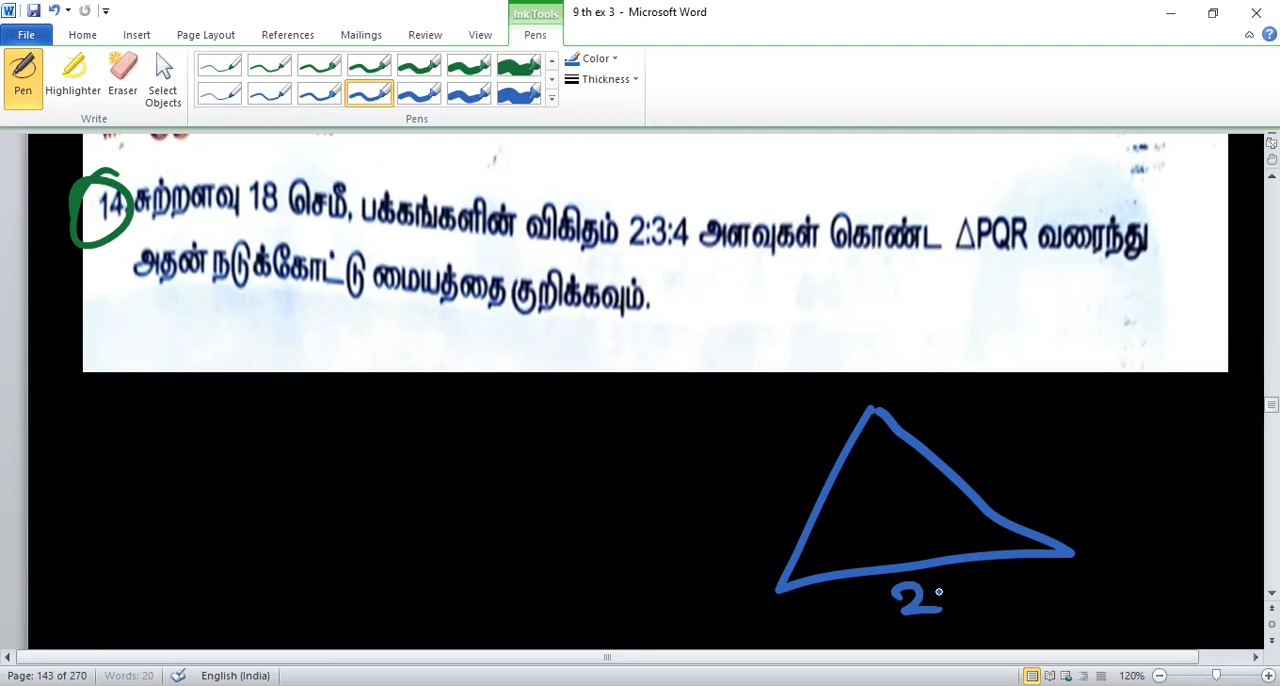 Ink Tools
9 th ex 3 - Microsoft Word
File Home Insert Page Layout References Mailings Review View Pens
Pen Highlighter Eraser Select Objects
Color
Thickness
Write Pens
14. சுற்றளவு 18 செமீ, பக்கங்களின் விகிதம் 2:3:4 அளவுகள் கொண்ட △PQR வரைந்து
அதன் நடுக்கோட்டு மையத்தை குறிக்கவும்.
2
Page: 143 of 270 Words: 20 English (India) 120%